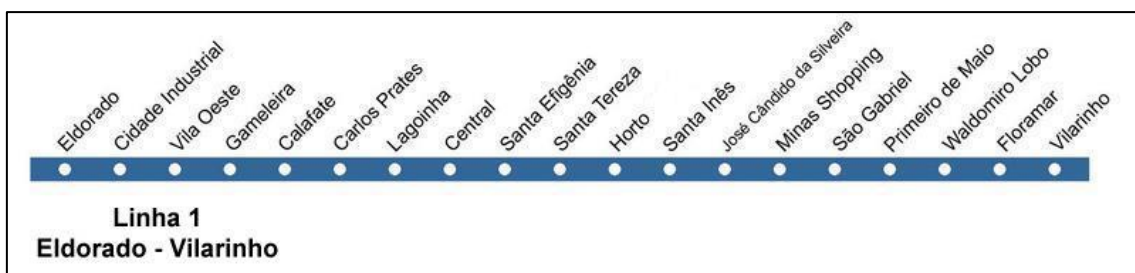 Eldorado
Cidade Industrial
Vila Oeste
Gameleira
Calafate
Carlos Prates
Lagoinha
Central
Santa Efigênia
Santa Tereza
Horto
Santa Inês
José Cândido da Silveira
Minas Shopping
São Gabriel
Primeiro de Maio
Waldomiro Lobo
Floramar
Vilarinho
Linha 1
Eldorado - Vilarinho